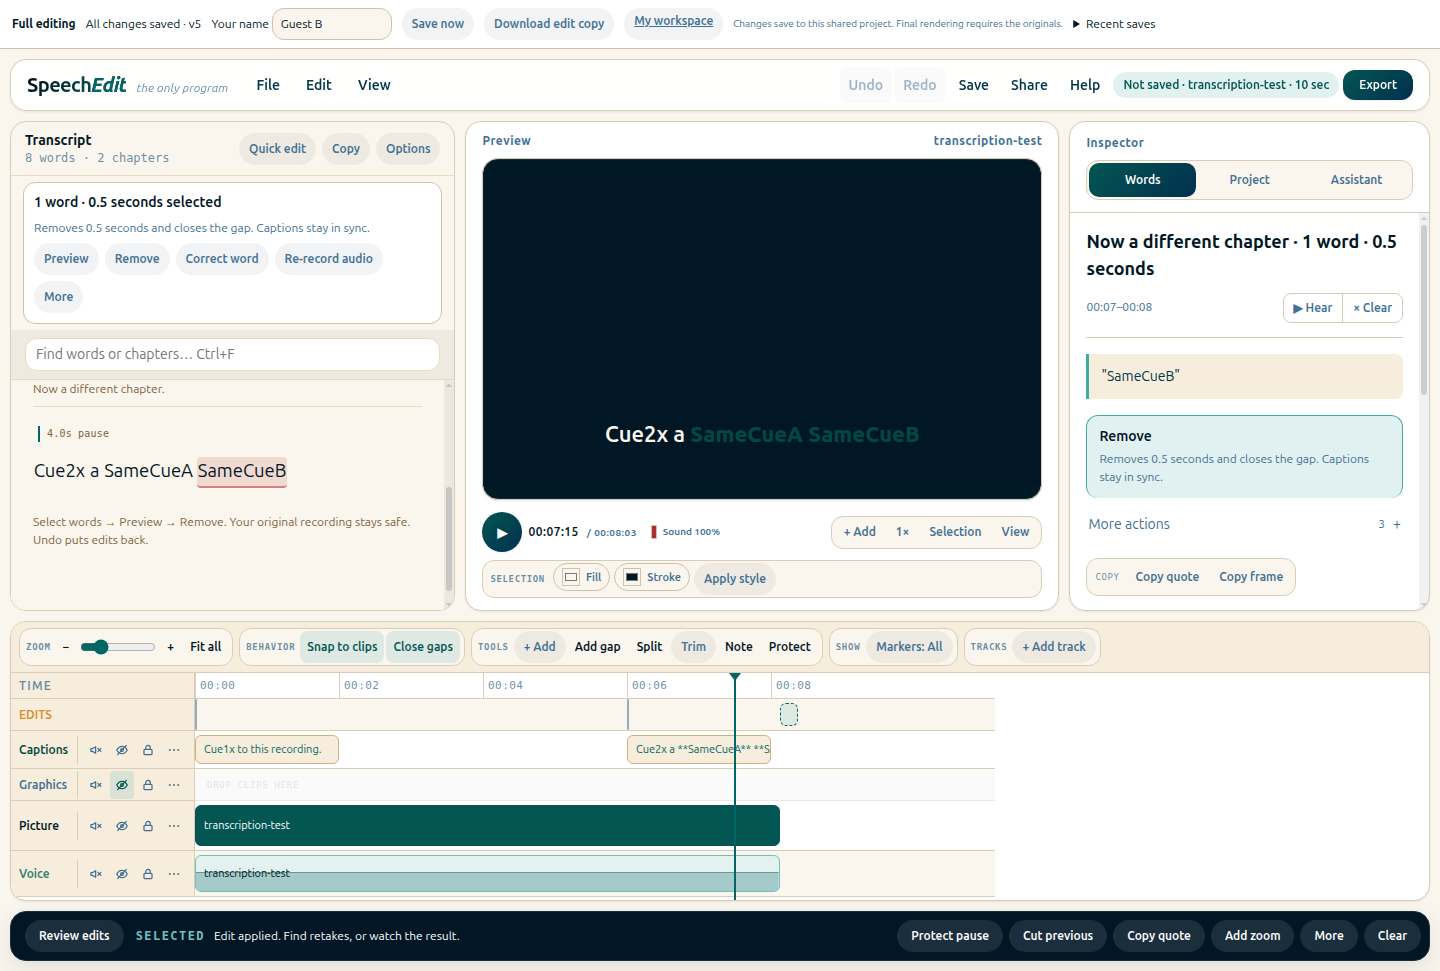 Full editing All changes saved · v5 Your name Guest B Save now Download edit copy My workspace Changes save to this shared project. Final rendering requires the originals. ▶ Recent saves
SpeechEdit the only program File Edit View Undo Redo Save Share Help Not saved · transcription-test · 10 sec Export
Transcript
8 words · 2 chapters
Quick edit Copy Options
1 word · 0.5 seconds selected
Removes 0.5 seconds and closes the gap. Captions stay in sync.
Preview Remove Correct word Re-record audio
More
Find words or chapters… Ctrl+F
Now a different chapter.
4.0s pause
Cue2x a SameCueA SameCueB
Select words → Preview → Remove. Your original recording stays safe.
Undo puts edits back.
Preview transcription-test
Cue2x a SameCueA SameCueB
▶ 00:07:15 / 00:08:03 Sound 100% + Add 1× Selection View
SELECTION Fill Stroke Apply style
Inspector
Words Project Assistant
Now a different chapter · 1 word · 0.5
seconds
00:07–00:08 ▶ Hear × Clear
"SameCueB"
Remove
Removes 0.5 seconds and closes the gap. Captions
stay in sync.
More actions 3 +
COPY Copy quote Copy frame
ZOOM − + Fit all BEHAVIOR Snap to clips Close gaps TOOLS + Add Add gap Split Trim Note Protect SHOW Markers: All TRACKS + Add track
TIME 00:00 00:02 00:04 00:06 00:08
EDITS
Captions ⋯ Cue1x to this recording. Cue2x a **SameCueA** **S
Graphics ⋯ DROP CLIPS HERE
Picture ⋯ transcription-test
Voice ⋯ transcription-test
Review edits SELECTED Edit applied. Find retakes, or watch the result. Protect pause Cut previous Copy quote Add zoom More Clear